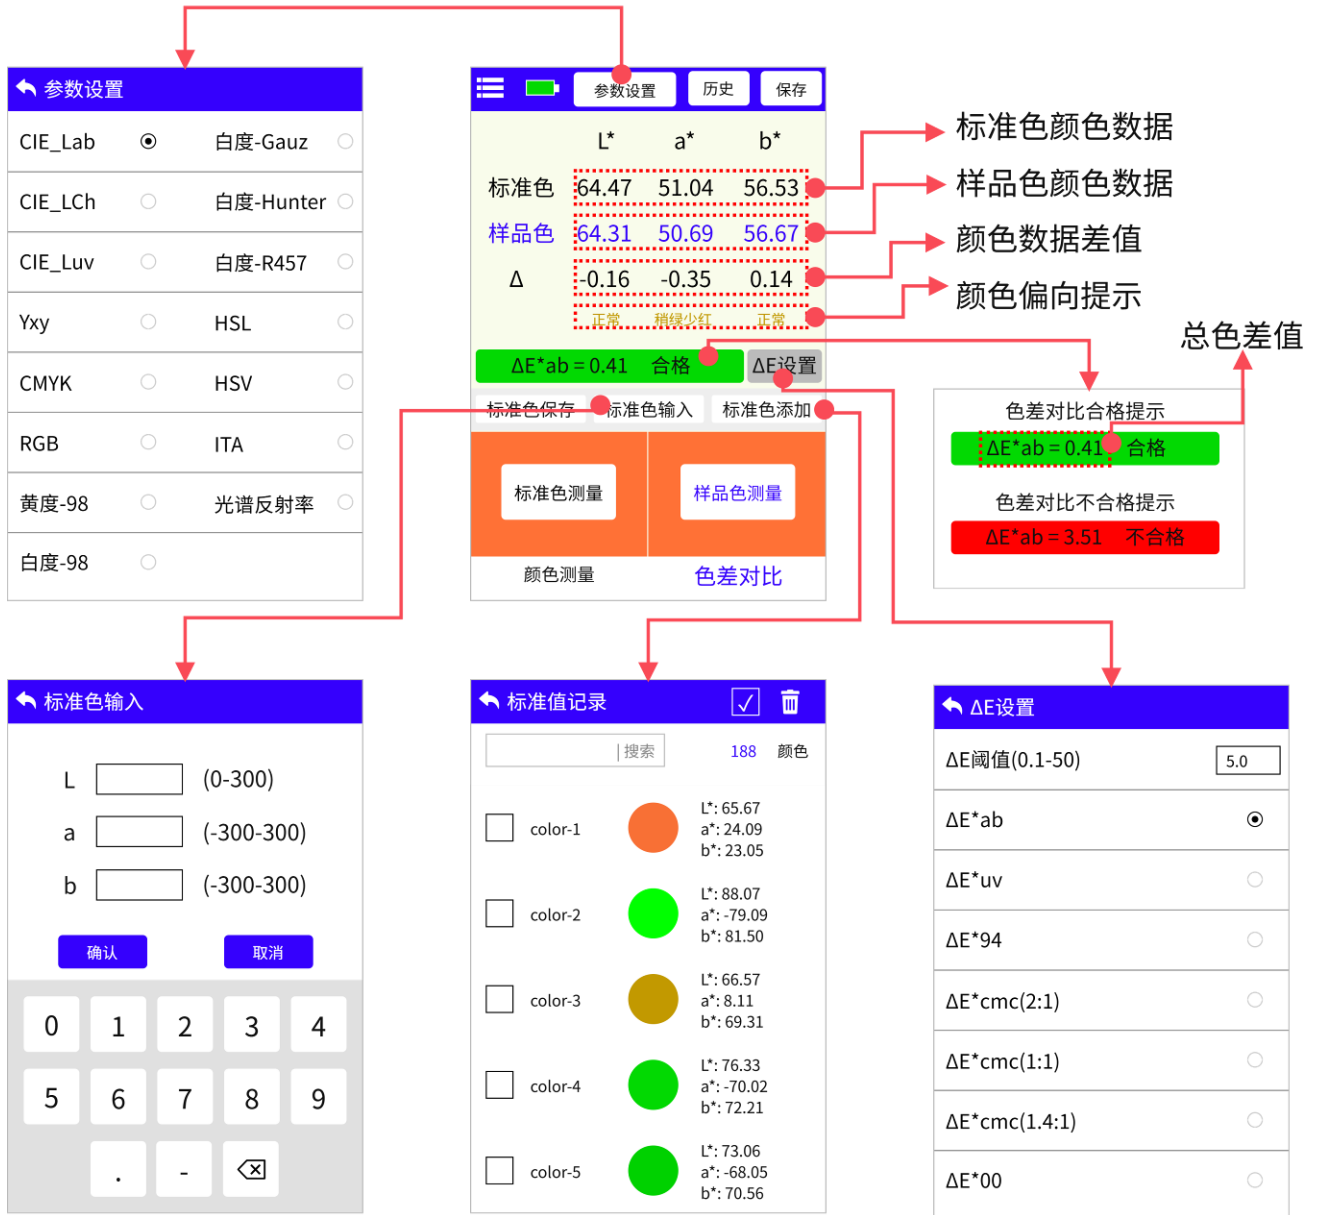 参数设置
CIE_Lab 白度-Gauz
CIE_LCh 白度-Hunter
CIE_Luv 白度-R457
Yxy HSL
CMYK HSV
RGB ITA
黄度-98 光谱反射率
白度-98
参数设置 历史 保存
L* a* b*
标准色 64.47 51.04 56.53
样品色 64.31 50.69 56.67
Δ -0.16 -0.35 0.14
正常 稍绿少红 正常
ΔE*ab = 0.41 合格 ΔE设置
标准色保存 标准色输入 标准色添加
标准色测量 样品色测量
颜色测量 色差对比
标准色颜色数据
样品色颜色数据
颜色数据差值
颜色偏向提示
总色差值
色差对比合格提示
ΔE*ab = 0.41 合格
色差对比不合格提示
ΔE*ab = 3.51 不合格
标准色输入
L (0-300)
a (-300-300)
b (-300-300)
确认 取消
0 1 2 3 4
5 6 7 8 9
. -
标准值记录
搜索 188 颜色
color-1
L*: 65.67
a*: 24.09
b*: 23.05
color-2
L*: 88.07
a*: -79.09
b*: 81.50
color-3
L*: 66.57
a*: 8.11
b*: 69.31
color-4
L*: 76.33
a*: -70.02
b*: 72.21
color-5
L*: 73.06
a*: -68.05
b*: 70.56
ΔE设置
ΔE阈值(0.1-50) 5.0
ΔE*ab
ΔE*uv
ΔE*94
ΔE*cmc(2:1)
ΔE*cmc(1:1)
ΔE*cmc(1.4:1)
ΔE*00